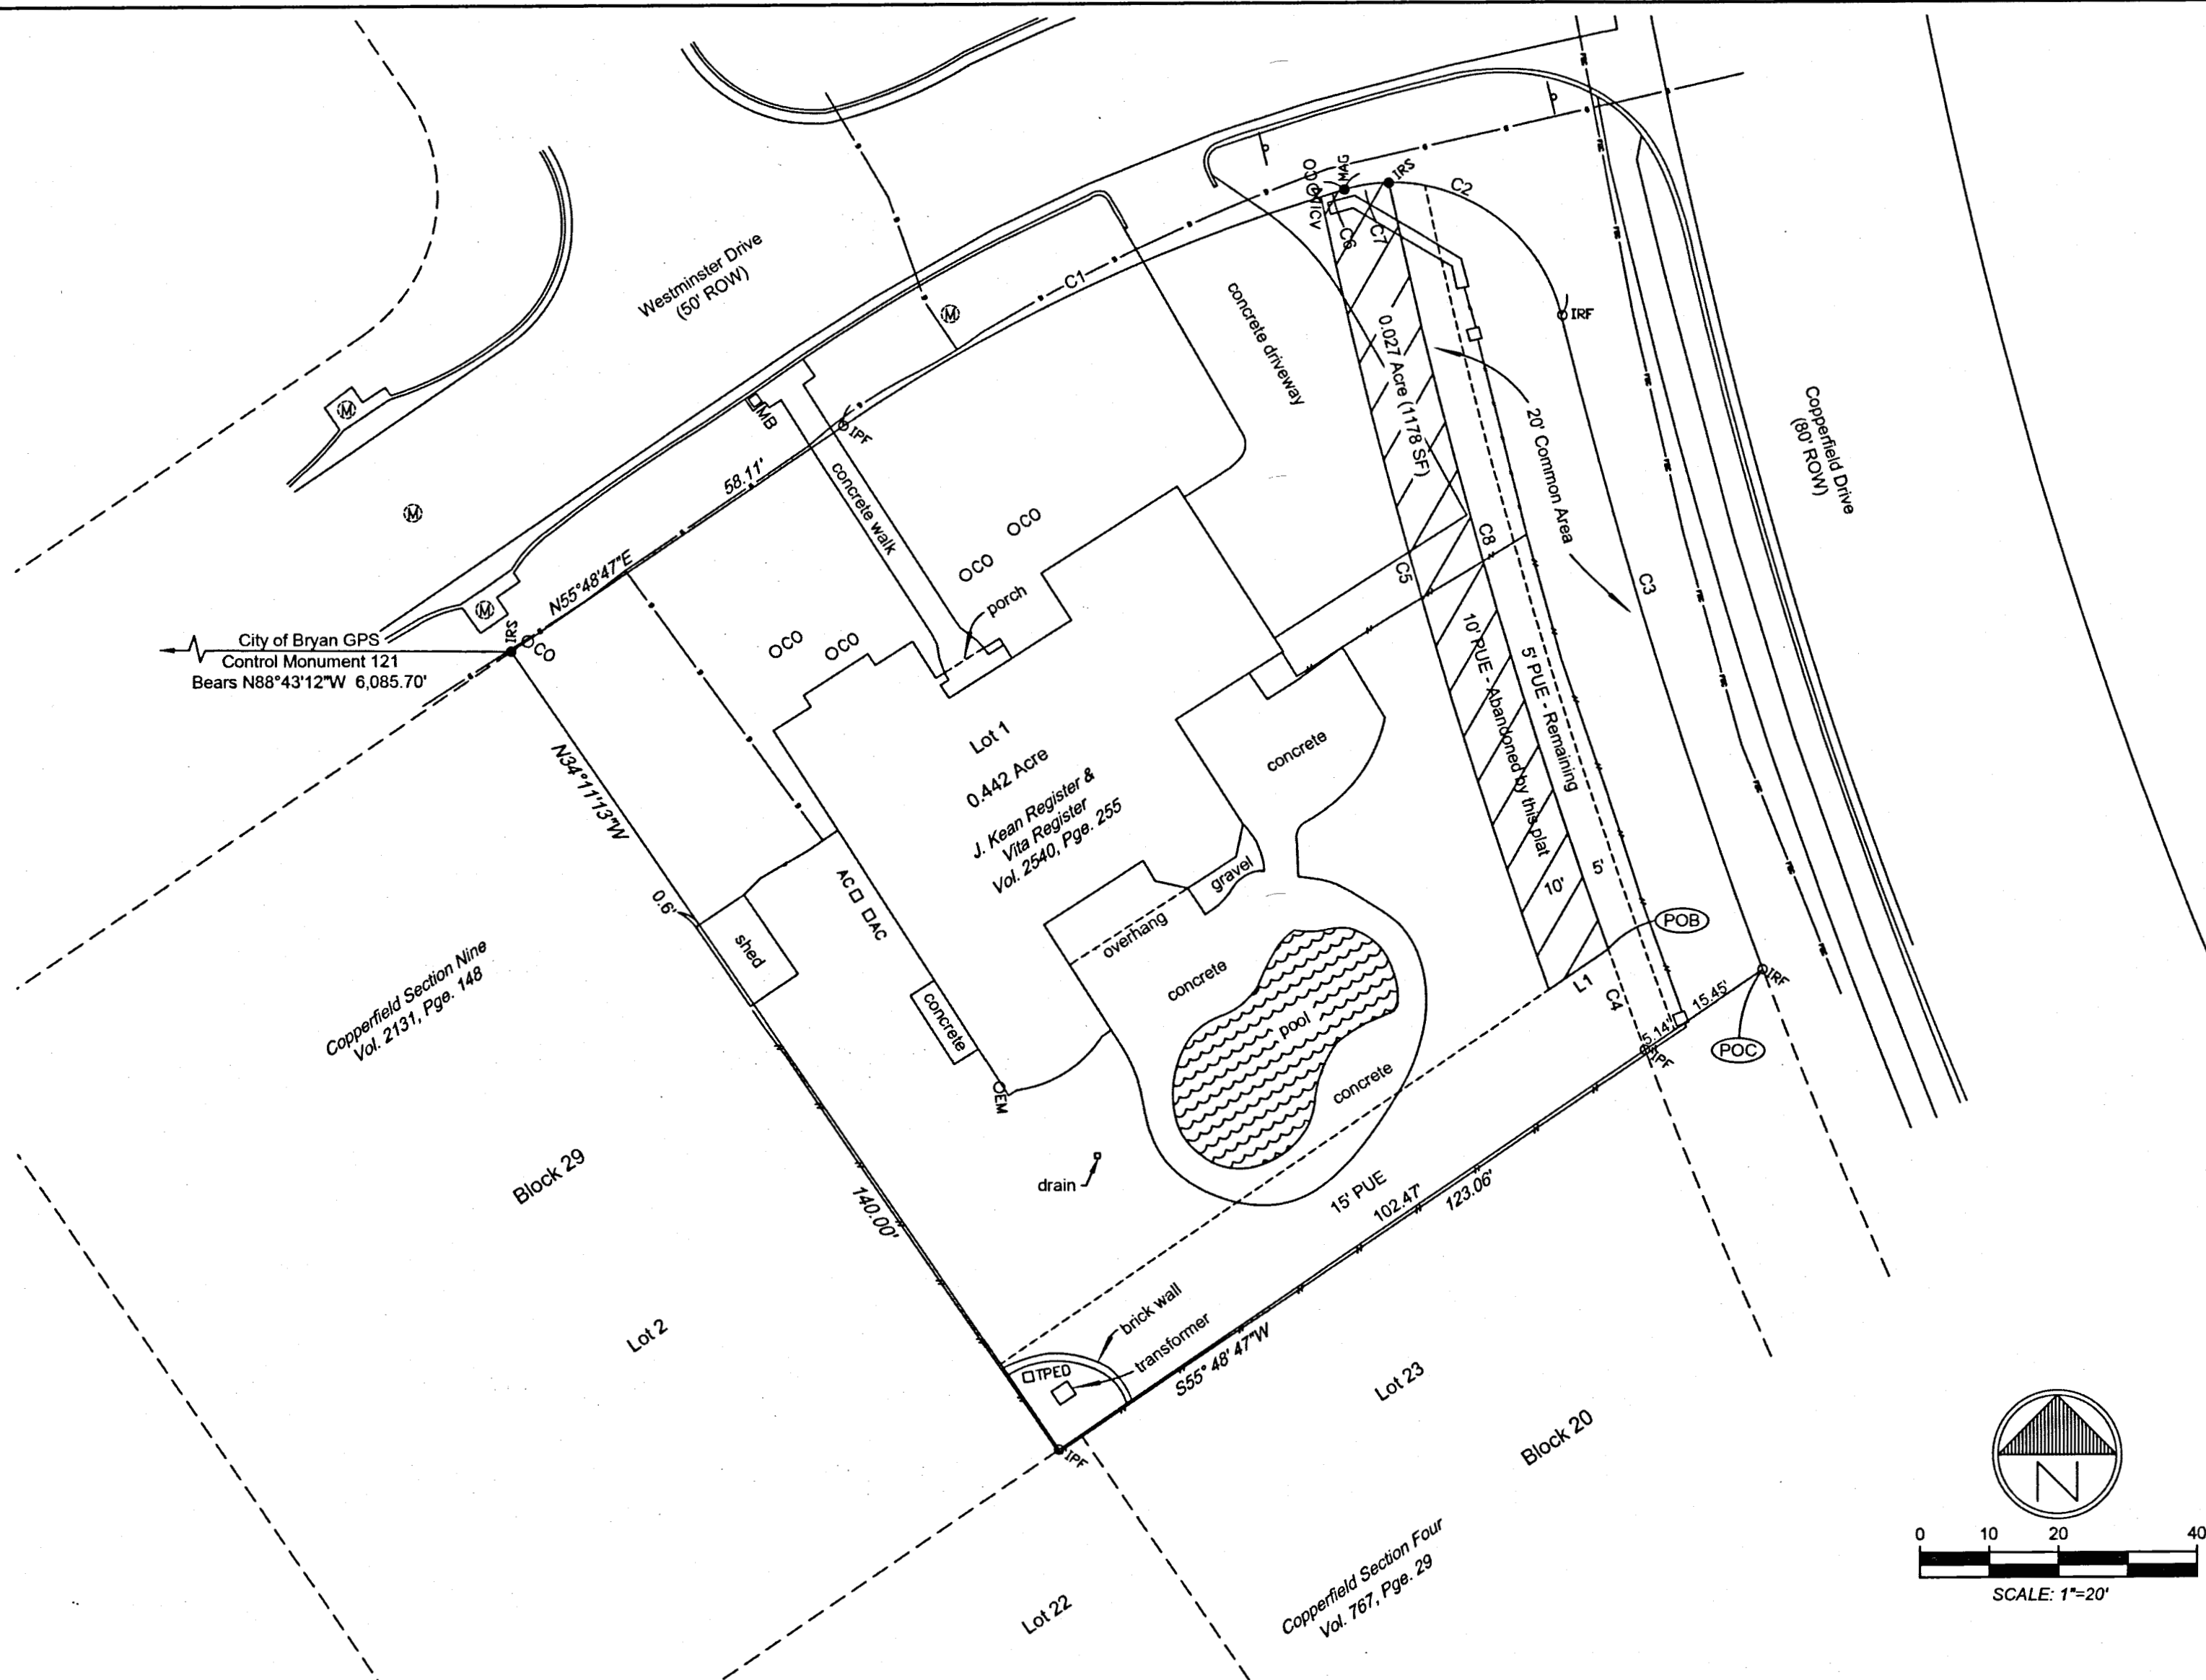 Westminster Drive
(50' ROW)
MB
IPF
58.11'
N55°48'47"E
C1
M
M
M
M
CO
MAG
IRS
C2
ICV
C6
C7
IRF
concrete driveway
0.027 Acre (1178 SF)
20' Common Area
Copperfield Drive
(80' ROW)
concrete walk
CO
CO
porch
CO
CO
C8
C5
C3
IRS
CO
City of Bryan GPS
Control Monument 121
Bears N88°43'12"W 6,085.70'
N34°11'13"W
Lot 1
0.442 Acre
J. Kean Register &
Vita Register
Vol. 2540, Pge. 255
concrete
10' PUE - Abandoned by this plat
5' PUE - Remaining
10'
5'
AC
AC
0.6'
shed
gravel
overhang
concrete
concrete
pool
concrete
POB
L1
C4
15.45'
5.14'
IRF
IPF
POC
Copperfield Section Nine
Vol. 2131, Pge. 148
EM
drain
Block 29
140.00'
15' PUE
102.47'
123.06'
brick wall
transformer
TPED
S55° 48' 47"W
IPF
Lot 2
Lot 23
Block 20
Lot 22
Copperfield Section Four
Vol. 767, Pge. 29
N
0 10 20 40
SCALE: 1"=20'